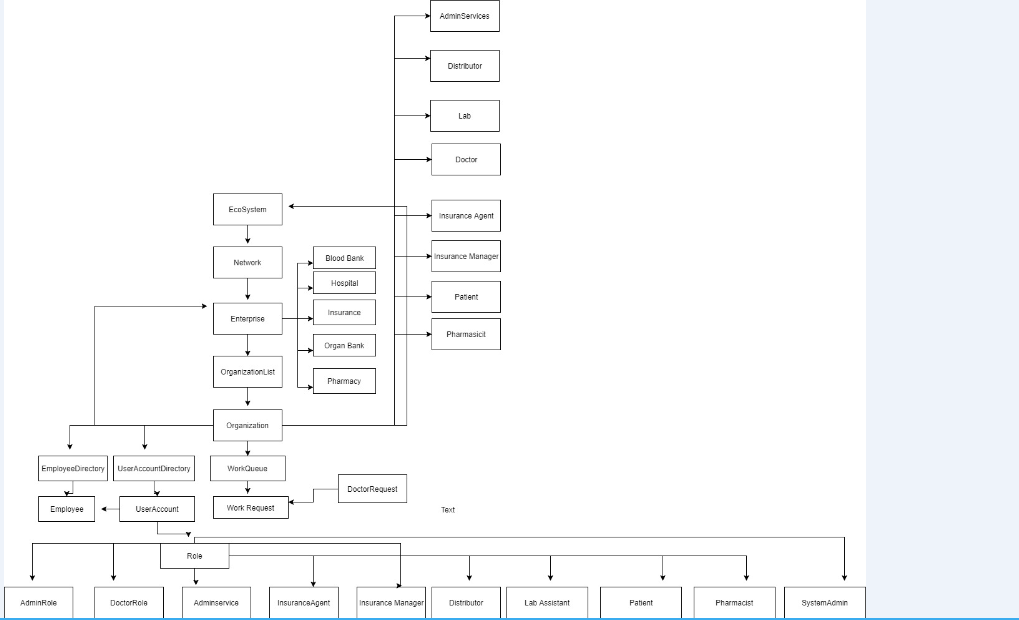 AdminServices
Distributor
Lab
Doctor
EcoSystem
Insurance Agent
Network
Blood Bank
Insurance Manager
Hospital
Patient
Enterprise
Insurance
Pharmasicit
Organ Bank
OrganizationList
Pharmacy
Organization
EmployeeDirectory
UserAccountDirectory
WorkQueue
DoctorRequest
Employee
UserAccount
Work Request
Text
Role
AdminRole
DoctorRole
Adminservice
InsuranceAgent
Insurance Manager
Distributor
Lab Assistant
Patient
Pharmacist
SystemAdmin